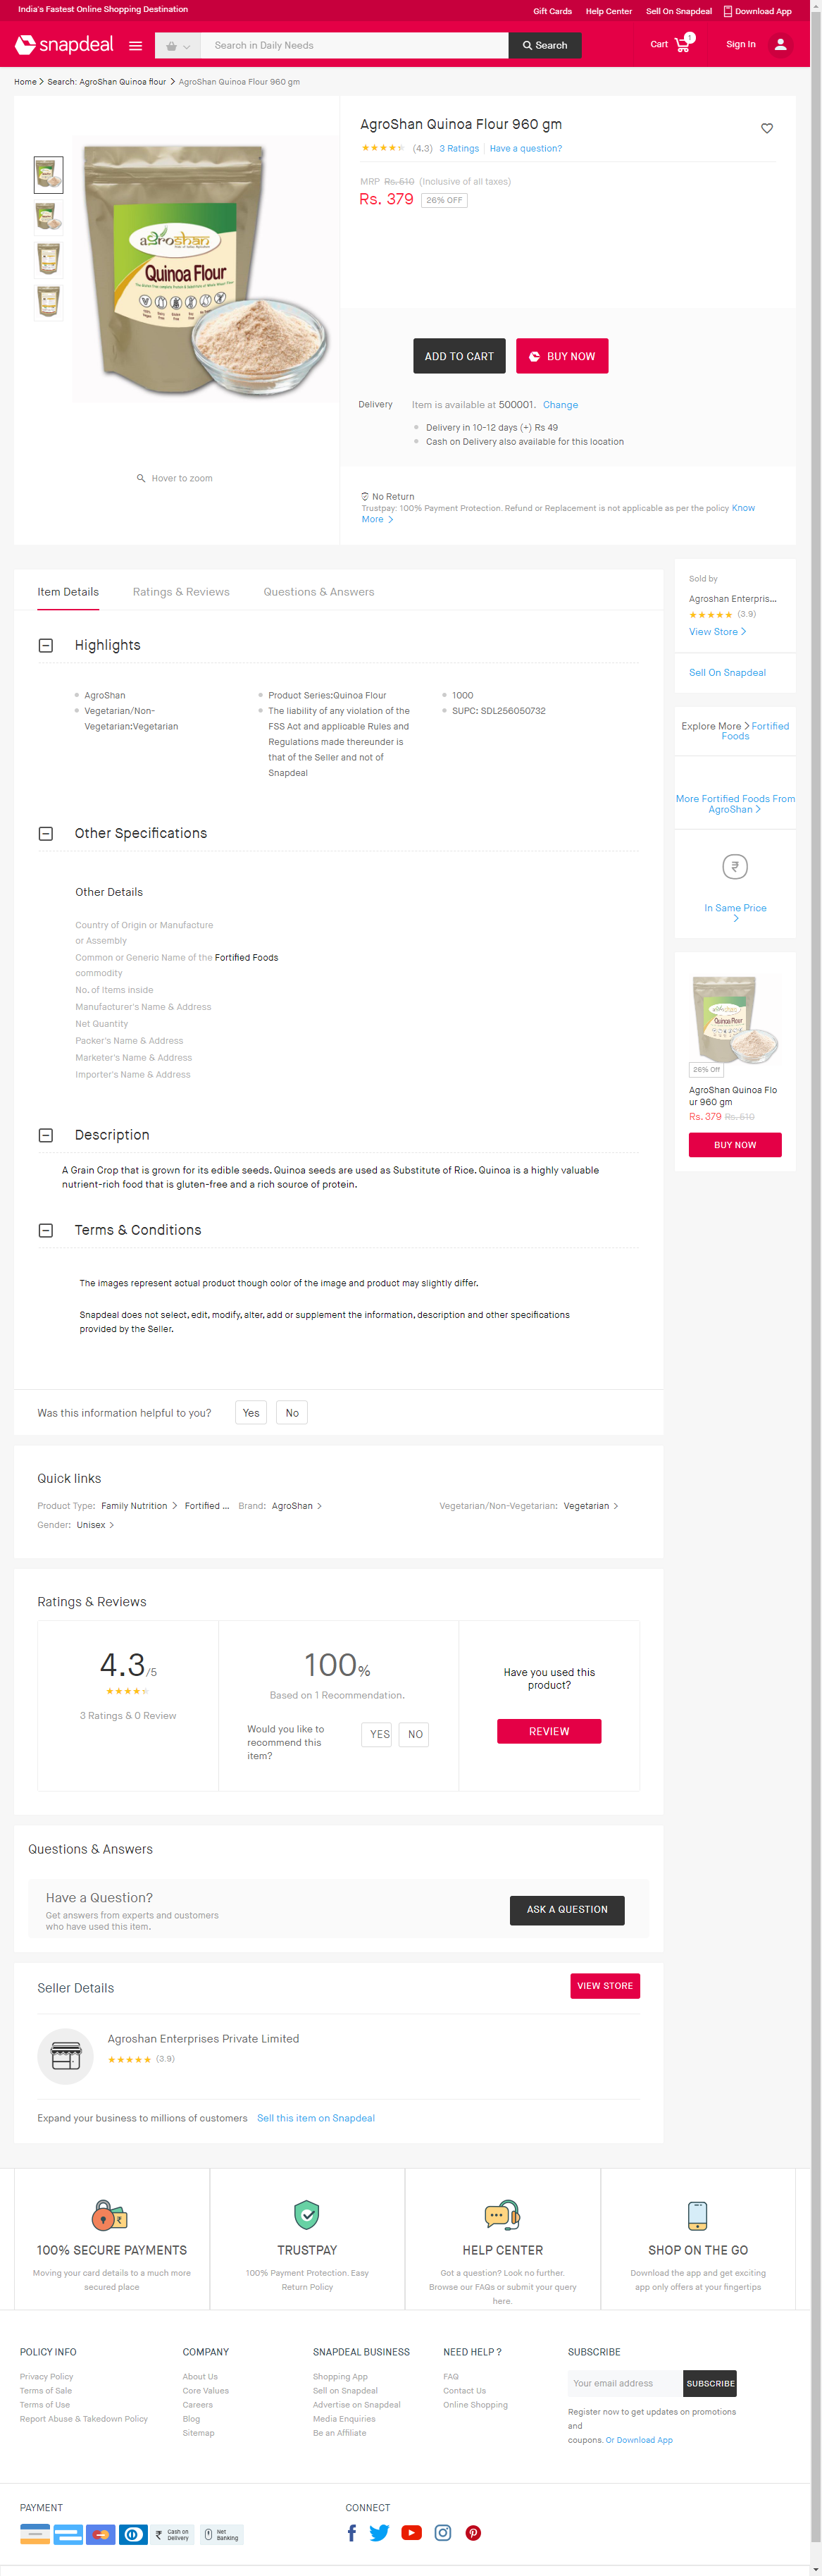 India's Fastest Online Shopping Destination
Gift Cards
Help Center
Sell On Snapdeal
Download App
snapdeal
Search in Daily Needs
Search
Cart
1
Sign In
Home > Search: AgroShan Quinoa flour > AgroShan Quinoa Flour 960 gm
AgroShan Quinoa Flour 960 gm
(4.3) 3 Ratings | Have a question?
MRP Rs. 510 (Inclusive of all taxes)
Rs. 379 26% OFF
agroshan
Quinoa Flour
ADD TO CART
BUY NOW
Delivery
Item is available at 500001. Change
Delivery in 10-12 days (+) Rs 49
Cash on Delivery also available for this location
Hover to zoom
No Return
Trustpay: 100% Payment Protection. Refund or Replacement is not applicable as per the policy Know
More >
Item Details
Ratings & Reviews
Questions & Answers
Sold by
Agroshan Enterpris...
(3.9)
View Store >
Sell On Snapdeal
Highlights
AgroShan
Vegetarian/Non-
Vegetarian:Vegetarian
Product Series:Quinoa Flour
The liability of any violation of the
FSS Act and applicable Rules and
Regulations made thereunder is
that of the Seller and not of
Snapdeal
1000
SUPC: SDL256050732
Explore More > Fortified
Foods
More Fortified Foods From
AgroShan >
₹
In Same Price
>
Other Specifications
Other Details
Country of Origin or Manufacture
or Assembly
Common or Generic Name of the Fortified Foods
commodity
No. of Items inside
Manufacturer's Name & Address
Net Quantity
Packer's Name & Address
Marketer's Name & Address
Importer's Name & Address
agroshan
Quinoa Flour
26% Off
AgroShan Quinoa Flo
ur 960 gm
Rs. 379 Rs. 510
BUY NOW
Description
A Grain Crop that is grown for its edible seeds. Quinoa seeds are used as Substitute of Rice. Quinoa is a highly valuable
nutrient-rich food that is gluten-free and a rich source of protein.
Terms & Conditions
The images represent actual product though color of the image and product may slightly differ.
Snapdeal does not select, edit, modify, alter, add or supplement the information, description and other specifications
provided by the Seller.
Was this information helpful to you?
Yes
No
Quick links
Product Type: Family Nutrition > Fortified ... Brand: AgroShan > Vegetarian/Non-Vegetarian: Vegetarian >
Gender: Unisex >
Ratings & Reviews
4.3/5
3 Ratings & 0 Review
100%
Based on 1 Recommendation.
Would you like to
recommend this
item?
YES
NO
Have you used this
product?
REVIEW
Questions & Answers
Have a Question?
Get answers from experts and customers
who have used this item.
ASK A QUESTION
Seller Details
VIEW STORE
Agroshan Enterprises Private Limited
(3.9)
Expand your business to millions of customers Sell this item on Snapdeal
100% SECURE PAYMENTS
Moving your card details to a much more
secured place
TRUSTPAY
100% Payment Protection. Easy
Return Policy
HELP CENTER
Got a question? Look no further.
Browse our FAQs or submit your query
here.
SHOP ON THE GO
Download the app and get exciting
app only offers at your fingertips
POLICY INFO
Privacy Policy
Terms of Sale
Terms of Use
Report Abuse & Takedown Policy
COMPANY
About Us
Core Values
Careers
Blog
Sitemap
SNAPDEAL BUSINESS
Shopping App
Sell on Snapdeal
Advertise on Snapdeal
Media Enquiries
Be an Affiliate
NEED HELP ?
FAQ
Contact Us
Online Shopping
SUBSCRIBE
Your email address
SUBSCRIBE
Register now to get updates on promotions
and
coupons. Or Download App
PAYMENT
₹ Cash on
Delivery
Net
Banking
CONNECT